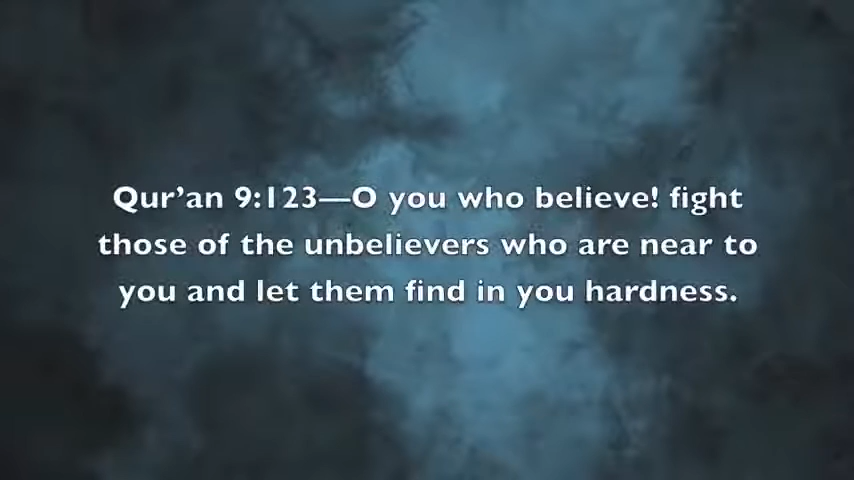 Qur’an 9:123—O you who believe! fight
those of the unbelievers who are near to
you and let them find in you hardness.